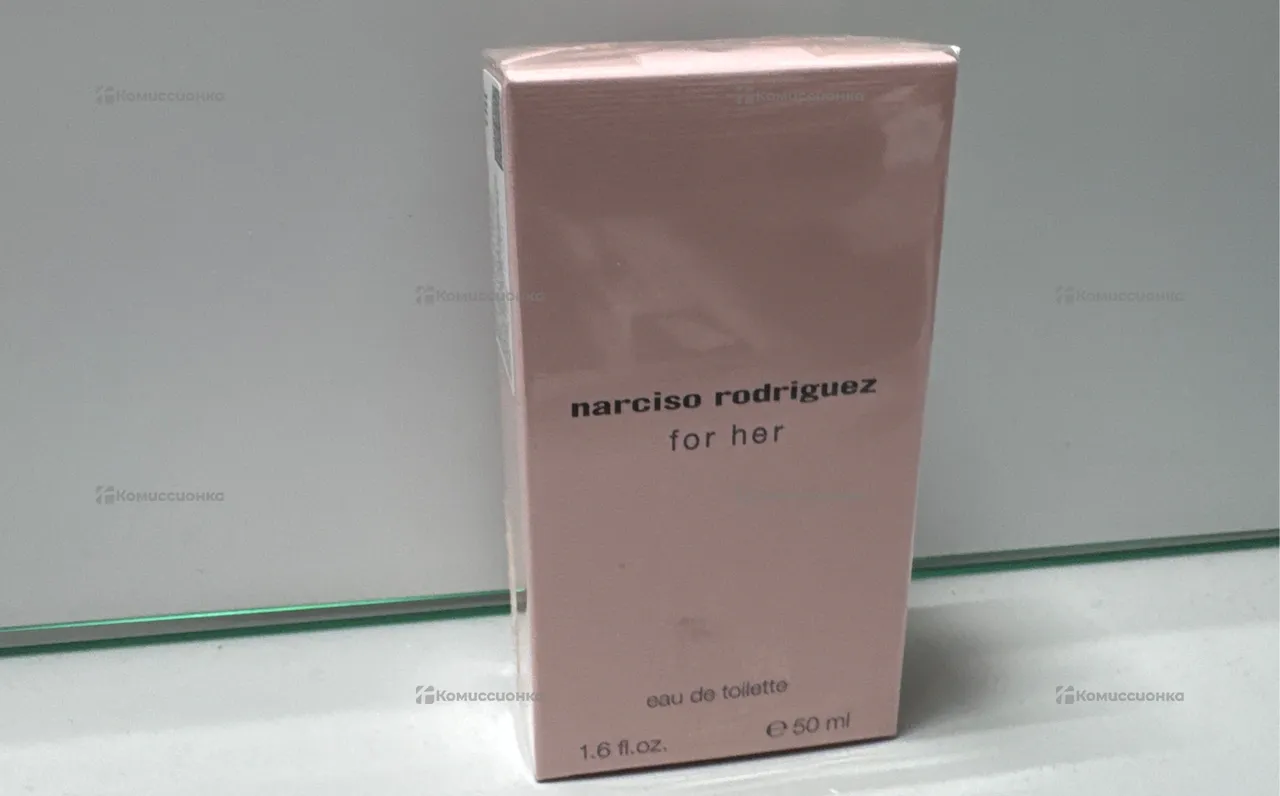 Комиссионка
Комиссионка
Комиссионка
Комиссионка
narciso rodriguez
for her
Комиссионка
eau de toilette
Комиссионка
Комиссионка
1.6 fl.oz.
℮ 50 ml